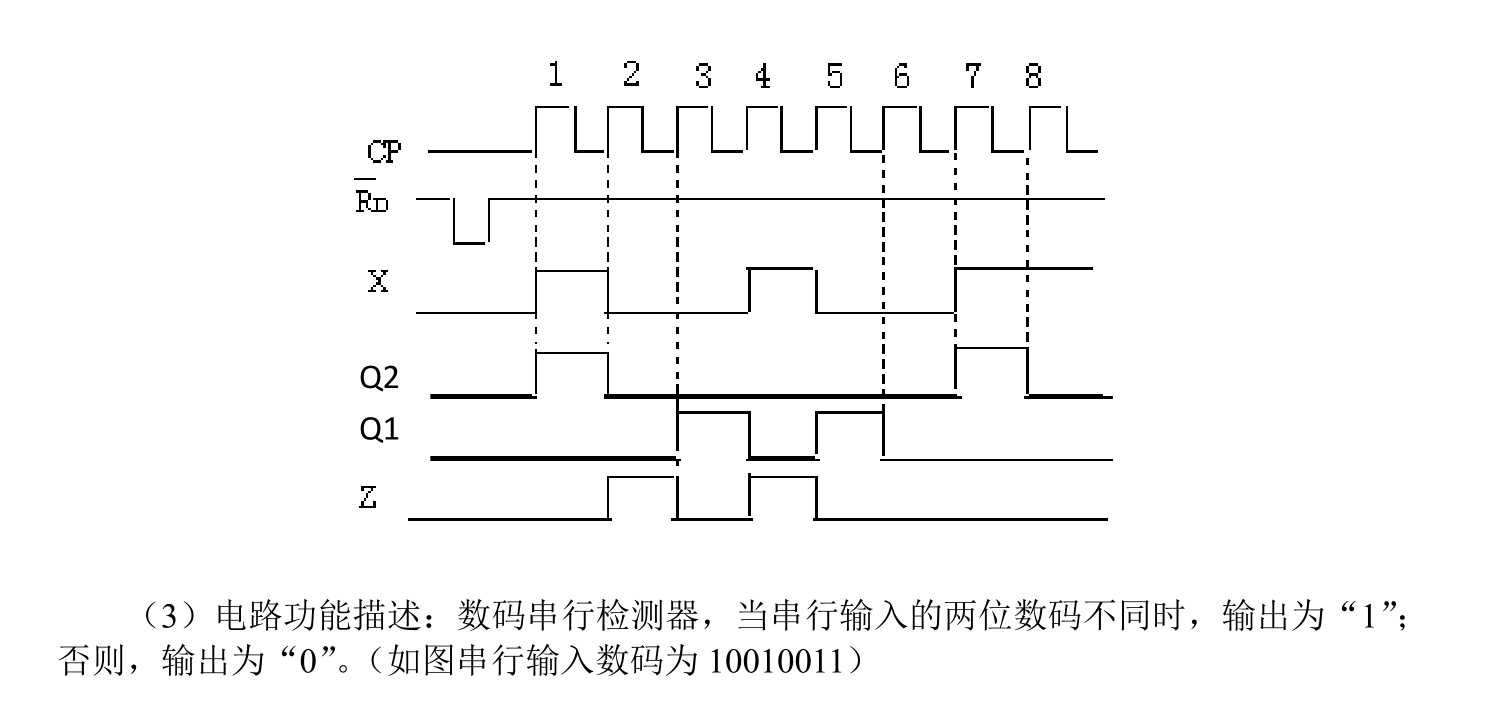 1 2 3 4 5 6 7 8
CP
R̅D
X
Q2
Q1
Z
（3）电路功能描述：数码串行检测器，当串行输入的两位数码不同时，输出为“1”；
否则，输出为“0”。（如图串行输入数码为 10010011）